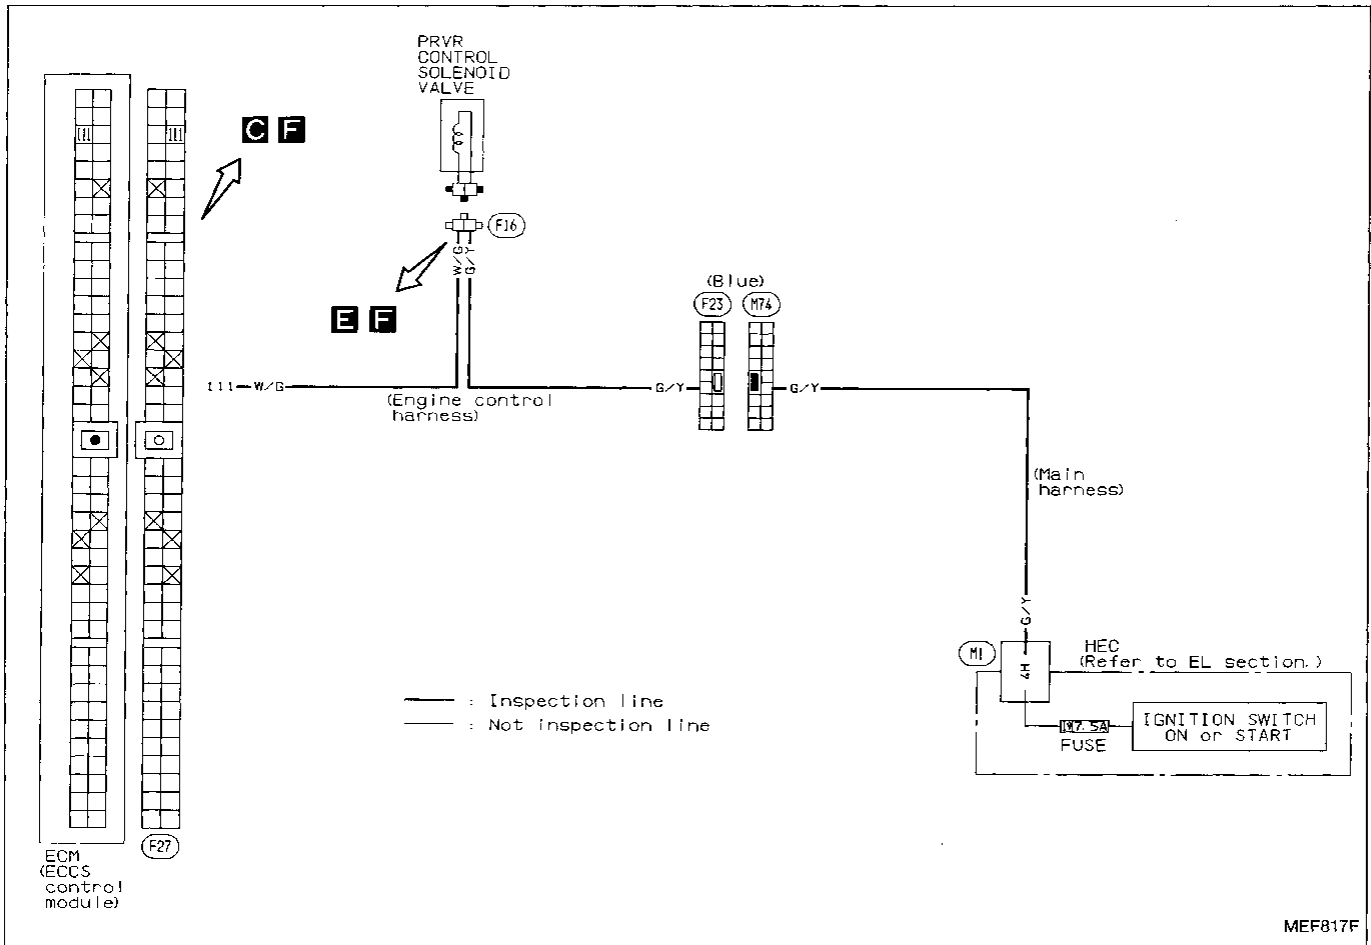 PRVR
CONTROL
SOLENOID
VALVE
C F
111
111
F16
W/G
G/Y
E F
(Blue)
F23
M74
111
W/G
G/Y
G/Y
(Engine control
harness)
(Main
harness)
G/Y
M1
4H
HEC
(Refer to EL section.)
: Inspection line
: Not inspection line
7.5A
FUSE
IGNITION SWITCH
ON or START
F27
ECM
(ECCS
control
module)
MEF817F